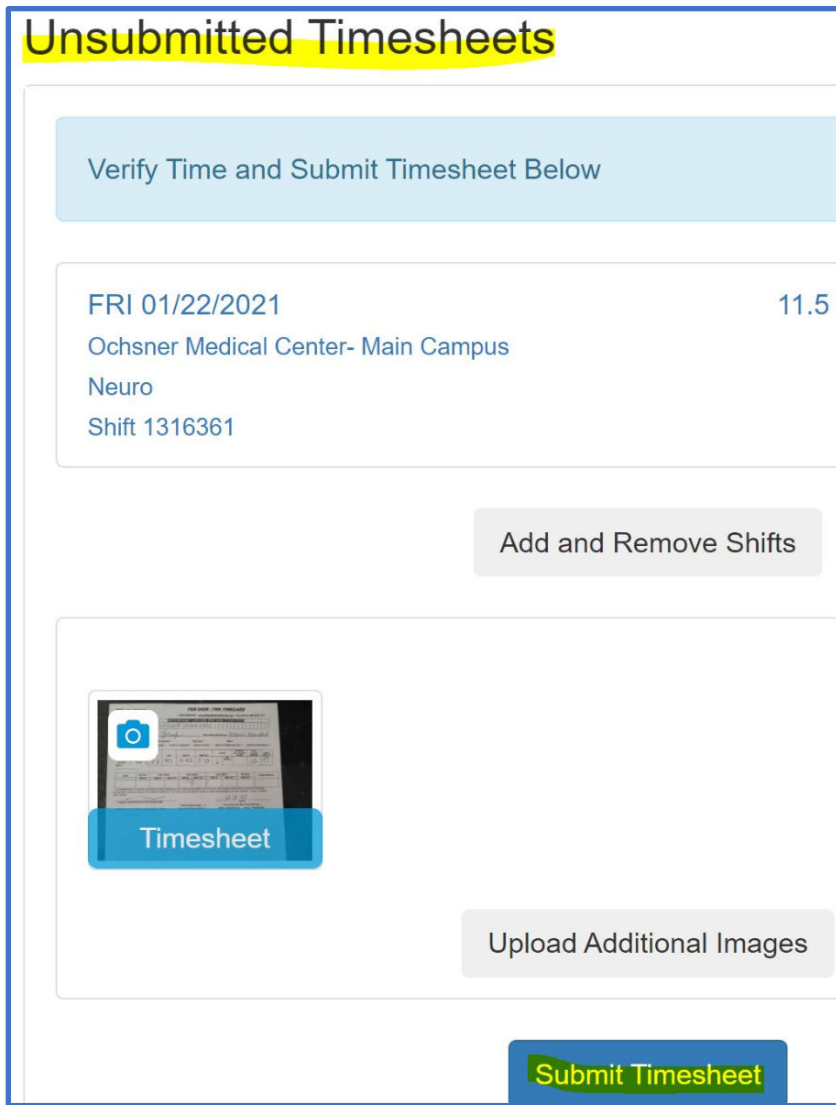 Unsubmitted Timesheets
Verify Time and Submit Timesheet Below
FRI 01/22/2021 11.5
Ochsner Medical Center- Main Campus
Neuro
Shift 1316361
Add and Remove Shifts
Timesheet
Upload Additional Images
Submit Timesheet